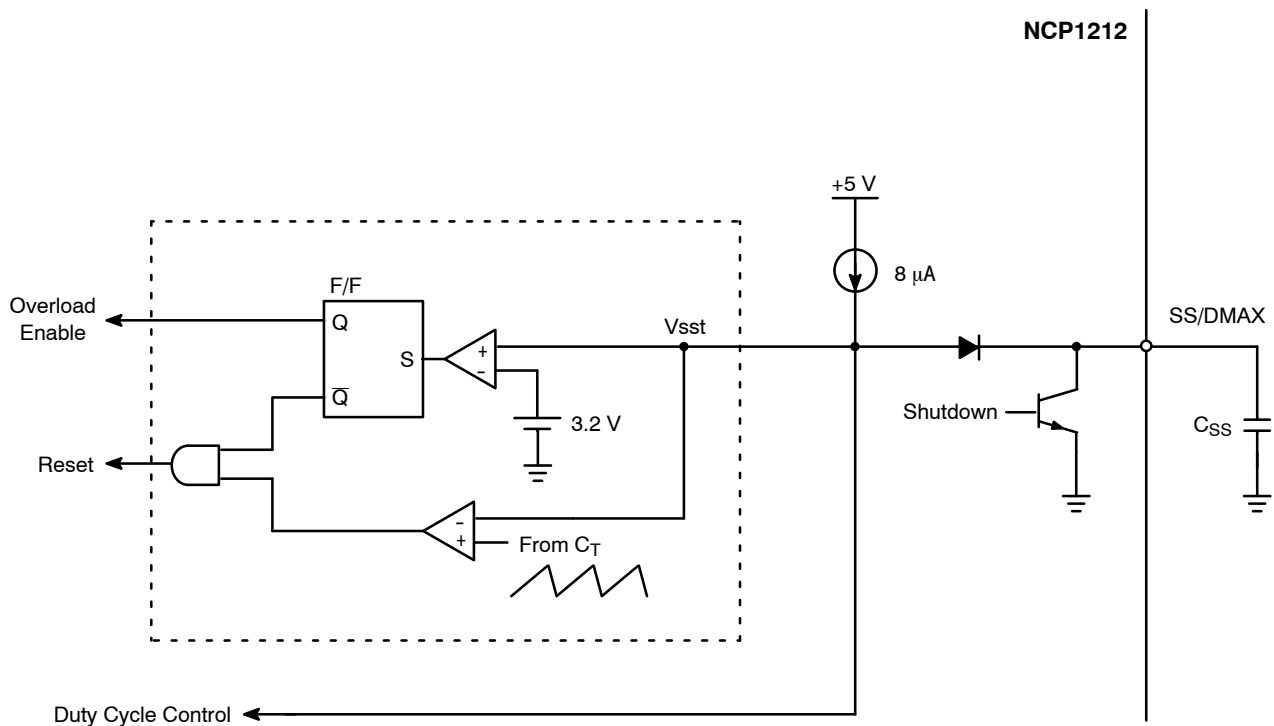 NCP1212
+5 V
8 μA
F/F
Overload
Enable
Q
S
Q̅
Vsst
+
-
3.2 V
SS/DMAX
Shutdown
CSS
Reset
-
+
From CT
Duty Cycle Control